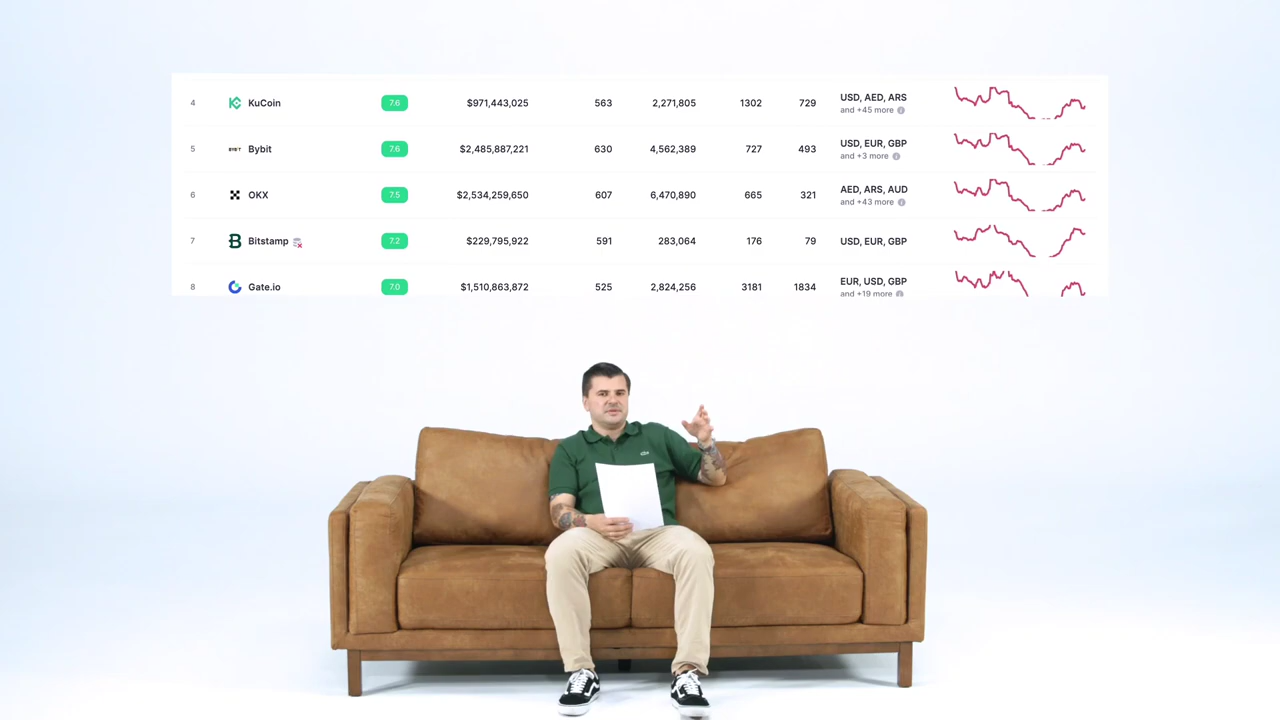 4 KuCoin 7.6 $971,443,025 563 2,271,805 1302 729 USD, AED, ARS
and +45 more
5 BYBIT Bybit 7.6 $2,485,887,221 630 4,562,389 727 493 USD, EUR, GBP
and +3 more
6 OKX 7.5 $2,534,259,650 607 6,470,890 665 321 AED, ARS, AUD
and +43 more
7 Bitstamp 7.2 $229,795,922 591 283,064 176 79 USD, EUR, GBP
8 Gate.io 7.0 $1,510,863,872 525 2,824,256 3181 1834 EUR, USD, GBP
and +19 more